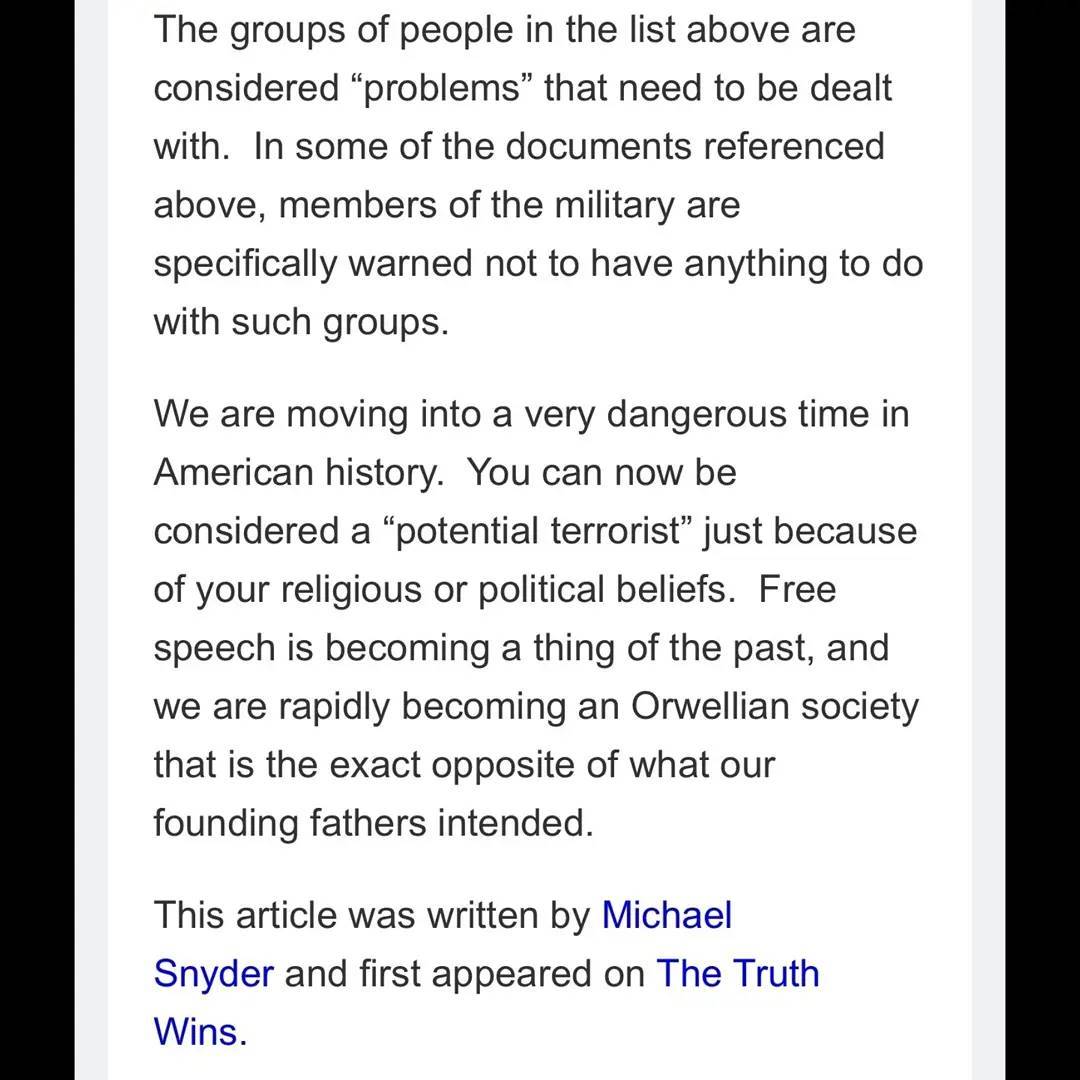 The groups of people in the list above are
considered “problems” that need to be dealt
with.  In some of the documents referenced
above, members of the military are
specifically warned not to have anything to do
with such groups.
We are moving into a very dangerous time in
American history.  You can now be
considered a “potential terrorist” just because
of your religious or political beliefs.  Free
speech is becoming a thing of the past, and
we are rapidly becoming an Orwellian society
that is the exact opposite of what our
founding fathers intended.
This article was written by Michael
Snyder and first appeared on The Truth
Wins.